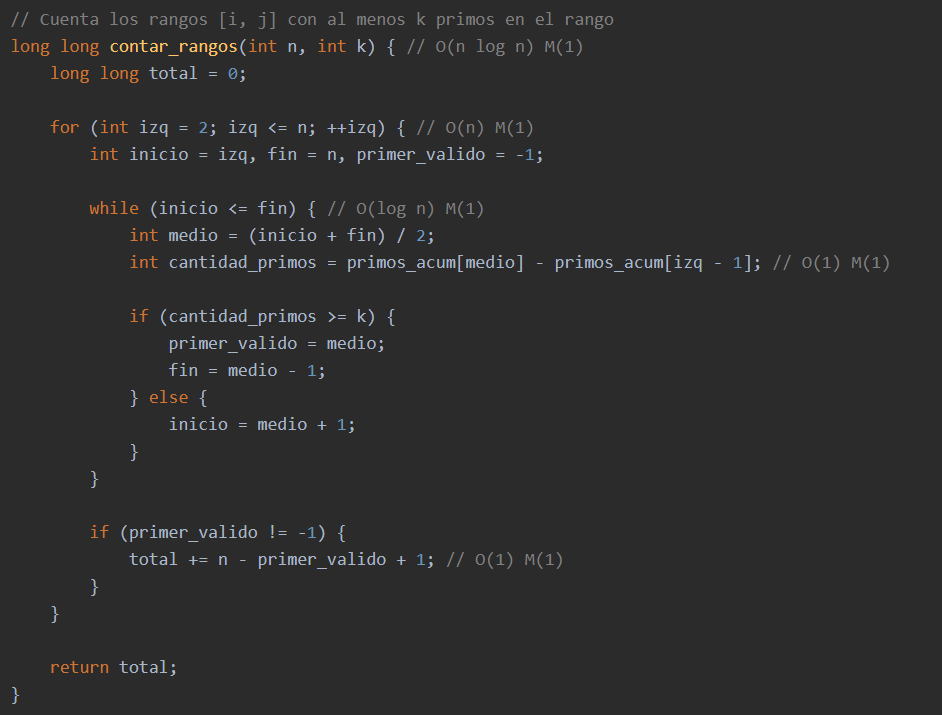 // Cuenta los rangos [i, j] con al menos k primos en el rango
long long contar_rangos(int n, int k) { // O(n log n) M(1)
    long long total = 0;

    for (int izq = 2; izq <= n; ++izq) { // O(n) M(1)
        int inicio = izq, fin = n, primer_valido = -1;

        while (inicio <= fin) { // O(log n) M(1)
            int medio = (inicio + fin) / 2;
            int cantidad_primos = primos_acum[medio] - primos_acum[izq - 1]; // O(1) M(1)

            if (cantidad_primos >= k) {
                primer_valido = medio;
                fin = medio - 1;
            } else {
                inicio = medio + 1;
            }
        }

        if (primer_valido != -1) {
            total += n - primer_valido + 1; // O(1) M(1)
        }
    }

    return total;
}